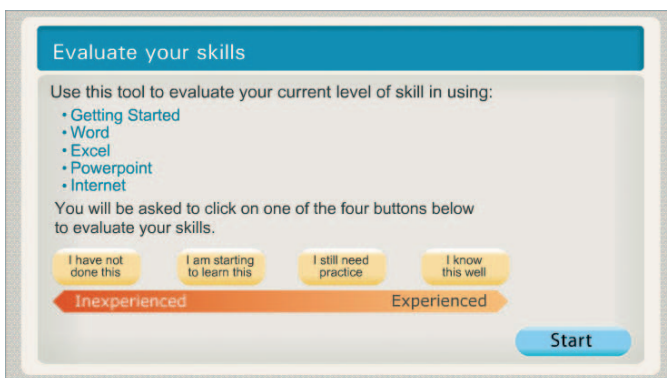 Evaluate your skills
Use this tool to evaluate your current level of skill in using:
• Getting Started
• Word
• Excel
• Powerpoint
• Internet
You will be asked to click on one of the four buttons below
to evaluate your skills.
I have not
done this
I am starting
to learn this
I still need
practice
I know
this well
Inexperienced
Experienced
Start